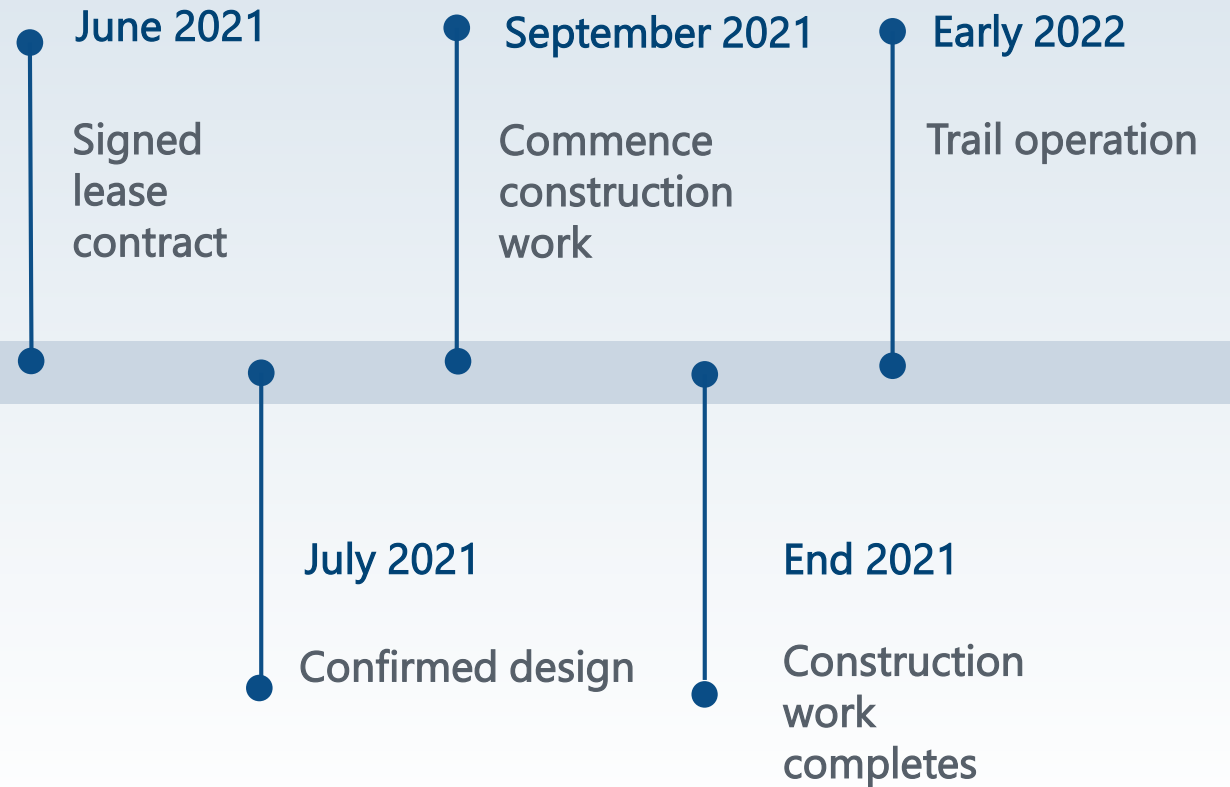 June 2021
Signed
lease
contract
July 2021
Confirmed design
September 2021
Commence
construction
work
End 2021
Construction
work
completes
Early 2022
Trail operation